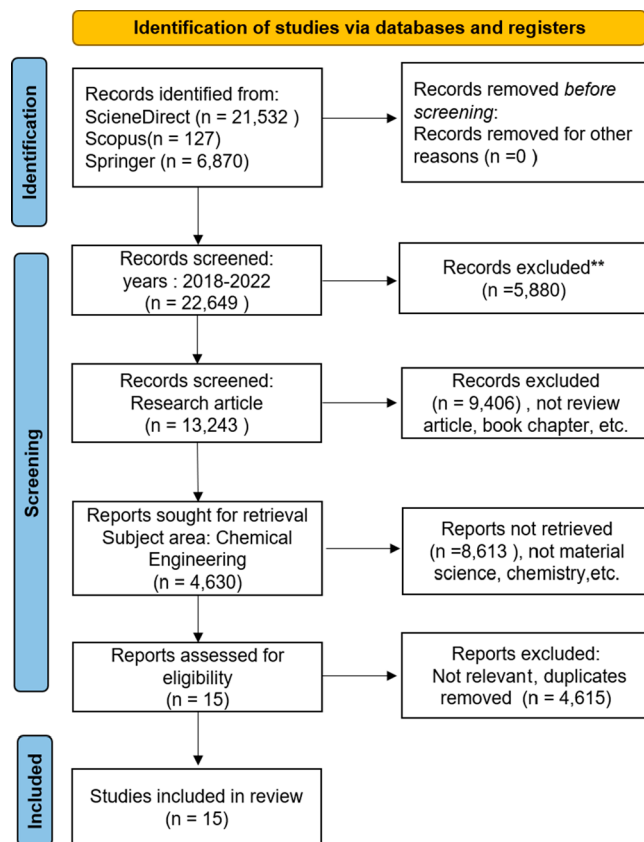 Identification of studies via databases and registers
Identification
Records identified from:
ScieneDirect (n = 21,532 )
Scopus(n = 127)
Springer (n = 6,870)
Records removed before
screening:
Records removed for other
reasons (n =0 )
Screening
Records screened:
years : 2018-2022
(n = 22,649 )
Records excluded**
(n =5,880)
Records screened:
Research article
(n = 13,243 )
Records excluded
(n = 9,406) , not review
article, book chapter, etc.
Reports sought for retrieval
Subject area: Chemical
Engineering
(n = 4,630)
Reports not retrieved
(n =8,613 ), not material
science, chemistry,etc.
Reports assessed for
eligibility
(n = 15)
Reports excluded:
Not relevant, duplicates
removed (n = 4,615)
Included
Studies included in review
(n = 15)